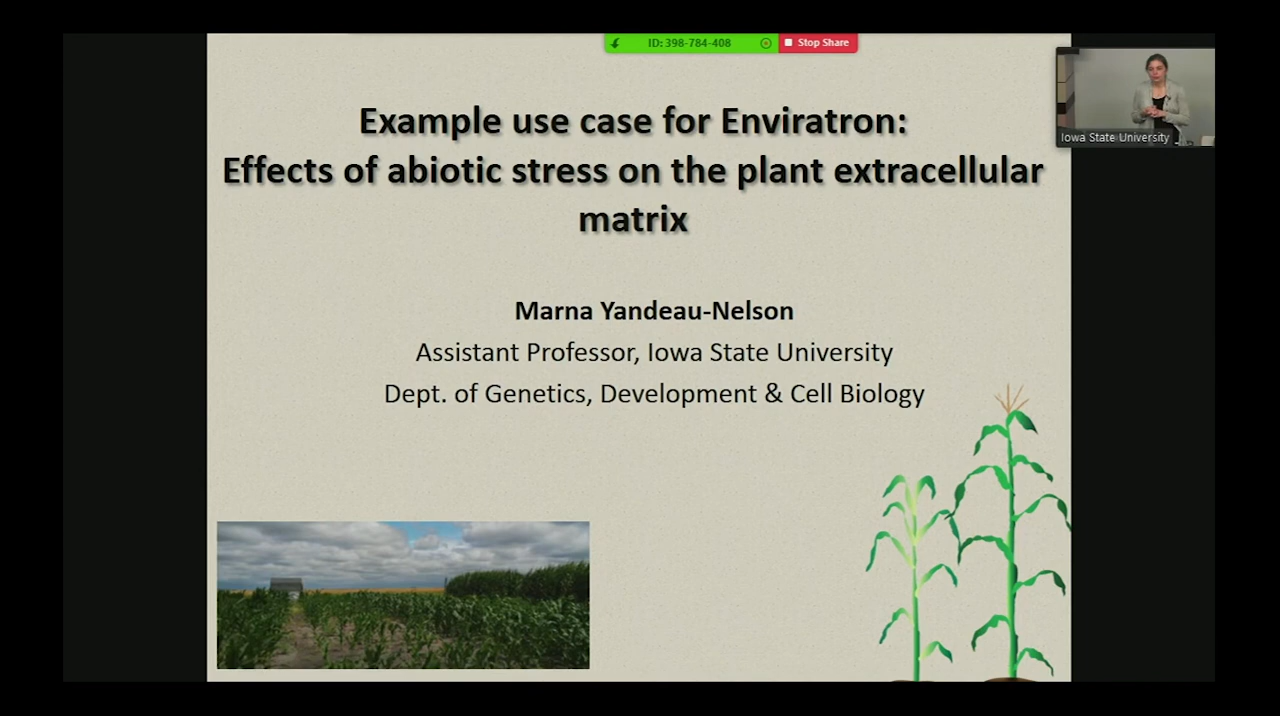 ID: 398-784-408
Stop Share
Example use case for Enviratron:
Effects of abiotic stress on the plant extracellular
matrix
Iowa State University
Marna Yandeau-Nelson
Assistant Professor, Iowa State University
Dept. of Genetics, Development & Cell Biology